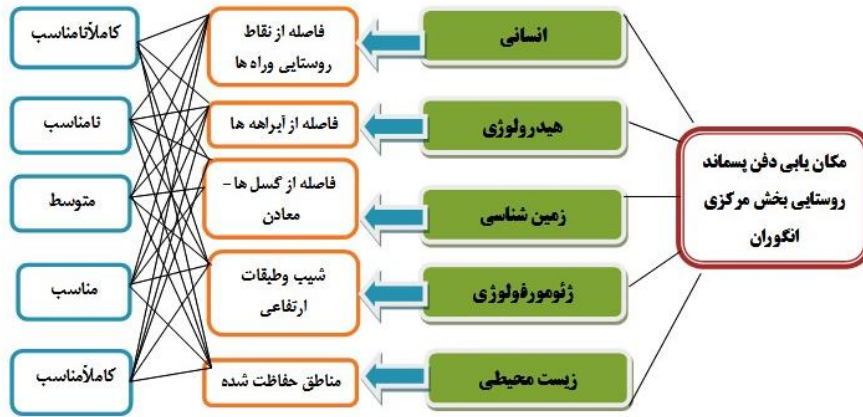 مکان یابی دفن پسماند
روستایی بخش مرکزی
انگوران
انسانی
هیدرولوژی
زمین شناسی
ژئومورفولوژی
زیست محیطی
فاصله از نقاط
روستایی وراه ها
فاصله از آبراهه ها
فاصله از گسل ها –
معادن
شیب وطبقات
ارتفاعی
مناطق حفاظت شده
کاملاًنامناسب
نامناسب
متوسط
مناسب
کاملاًمناسب